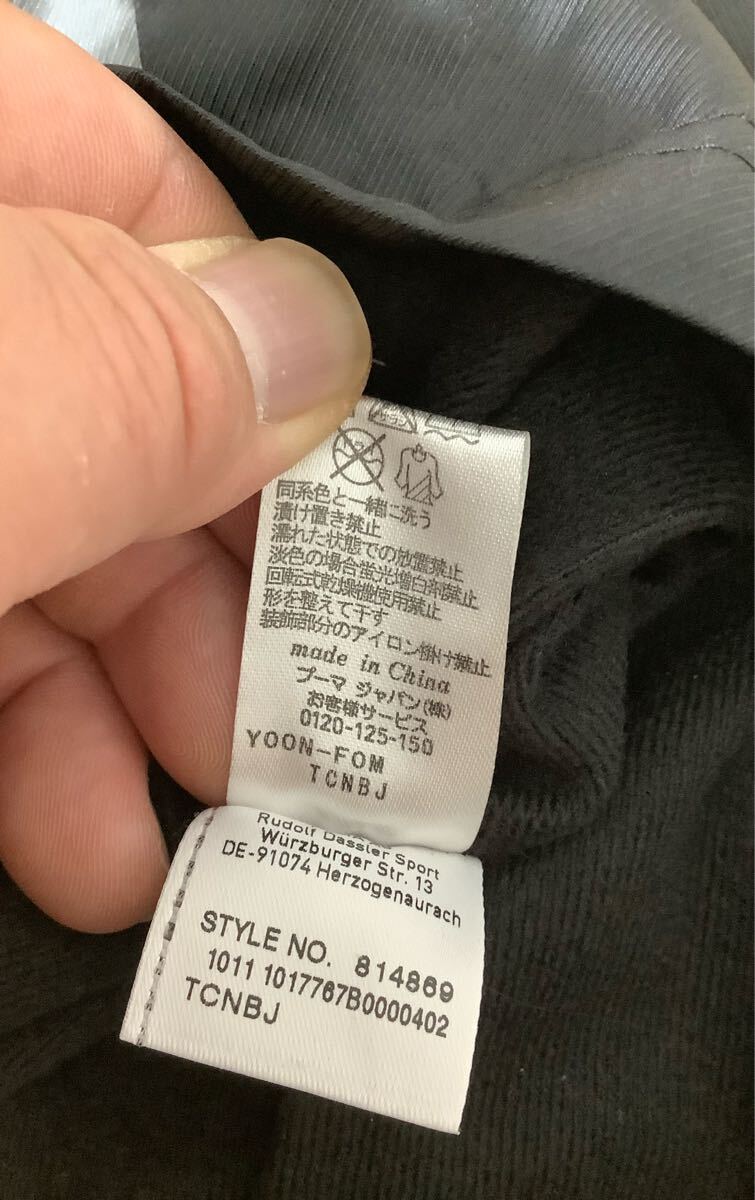 同系色と一緒に洗う
漬け置き禁止
濡れた状態での放置禁止
淡色の場合蛍光増白剤禁止
回転式乾燥機使用禁止
形を整えて干す
装飾部分のアイロン掛け禁止
made in China
プーマ ジャパン(株)
お客様サービス
0120-125-150
YOON-FOM
TCNBJ
Rudolf Dassler Sport
Würzburger Str. 13
DE-91074 Herzogenaurach
STYLE NO. 814869
1011 1017767B0000402
TCNBJ